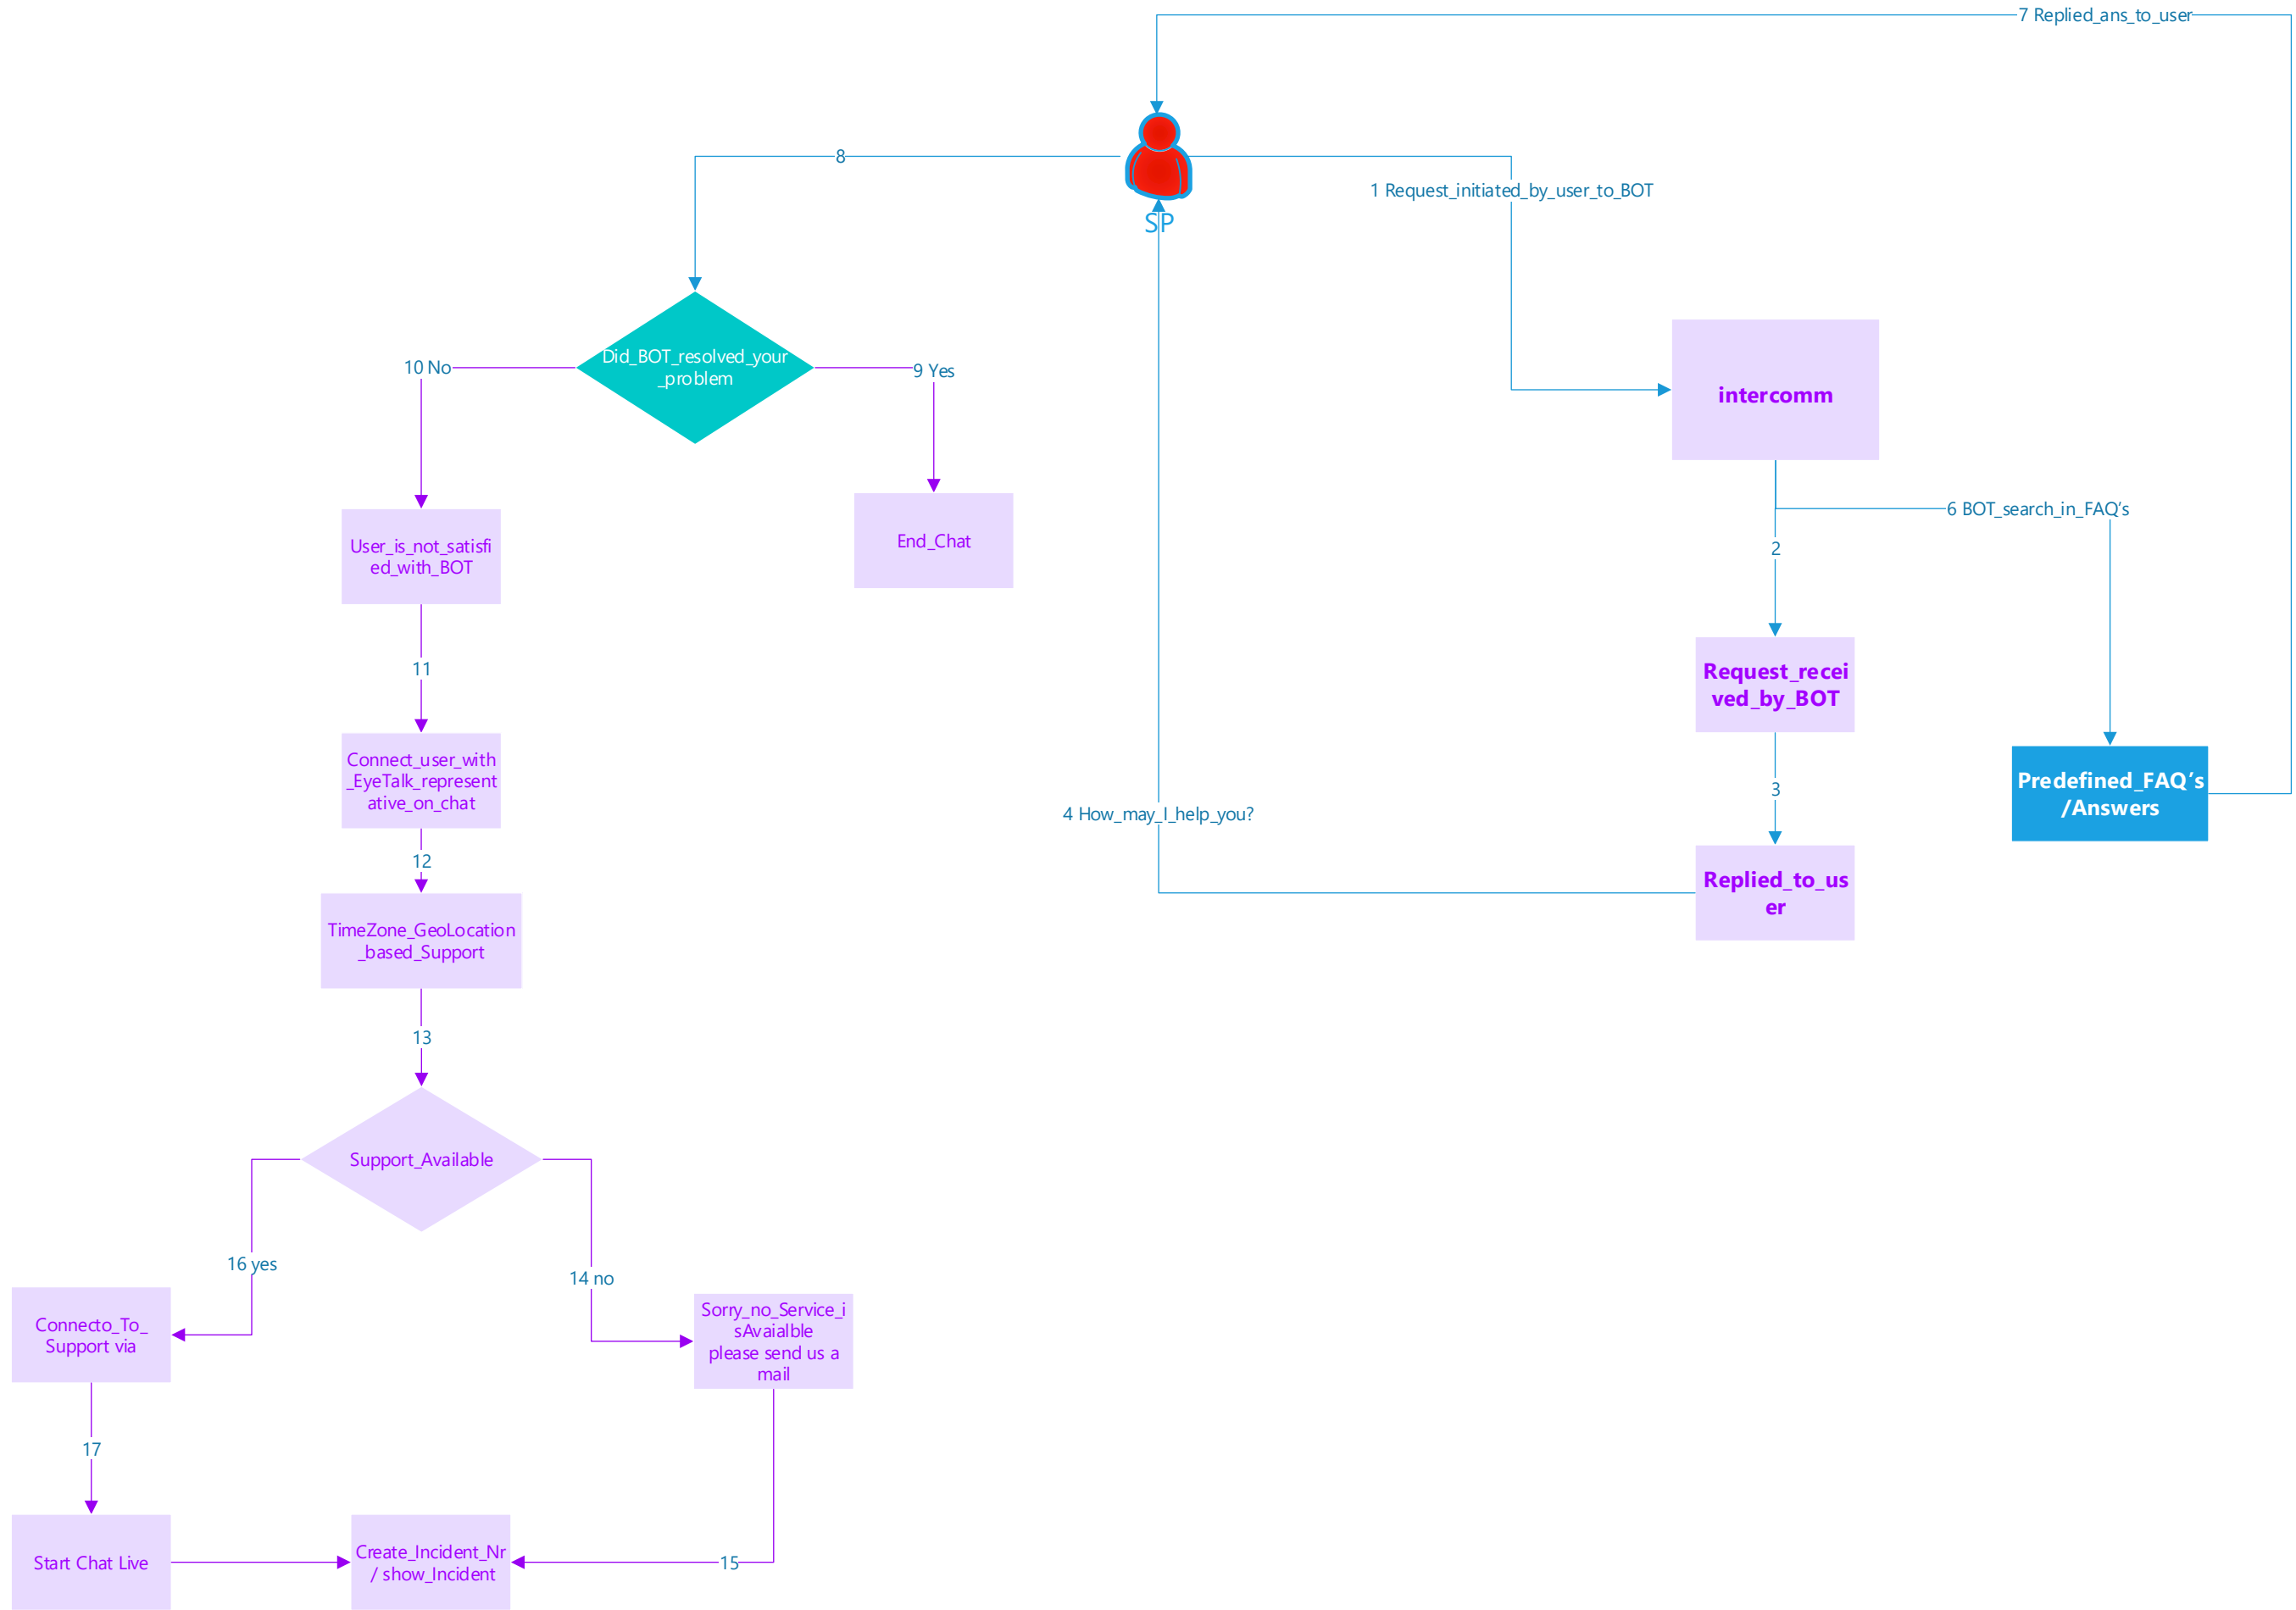 7 Replied_ans_to_user
8
1 Request_initiated_by_user_to_BOT
SP
Did_BOT_resolved_your
_problem
10 No
9 Yes
intercomm
6 BOT_search_in_FAQ’s
End_Chat
User_is_not_satisfi
ed_with_BOT
2
11
Request_recei
ved_by_BOT
Connect_user_with
_EyeTalk_represent
ative_on_chat
3
Predefined_FAQ’s
/Answers
4 How_may_I_help_you?
12
Replied_to_us
er
TimeZone_GeoLocation
_based_Support
13
Support_Available
16 yes
14 no
Connecto_To_
Support via
Sorry_no_Service_i
sAvaialble
please send us a
mail
17
Start Chat Live
Create_Incident_Nr
/ show_Incident
15